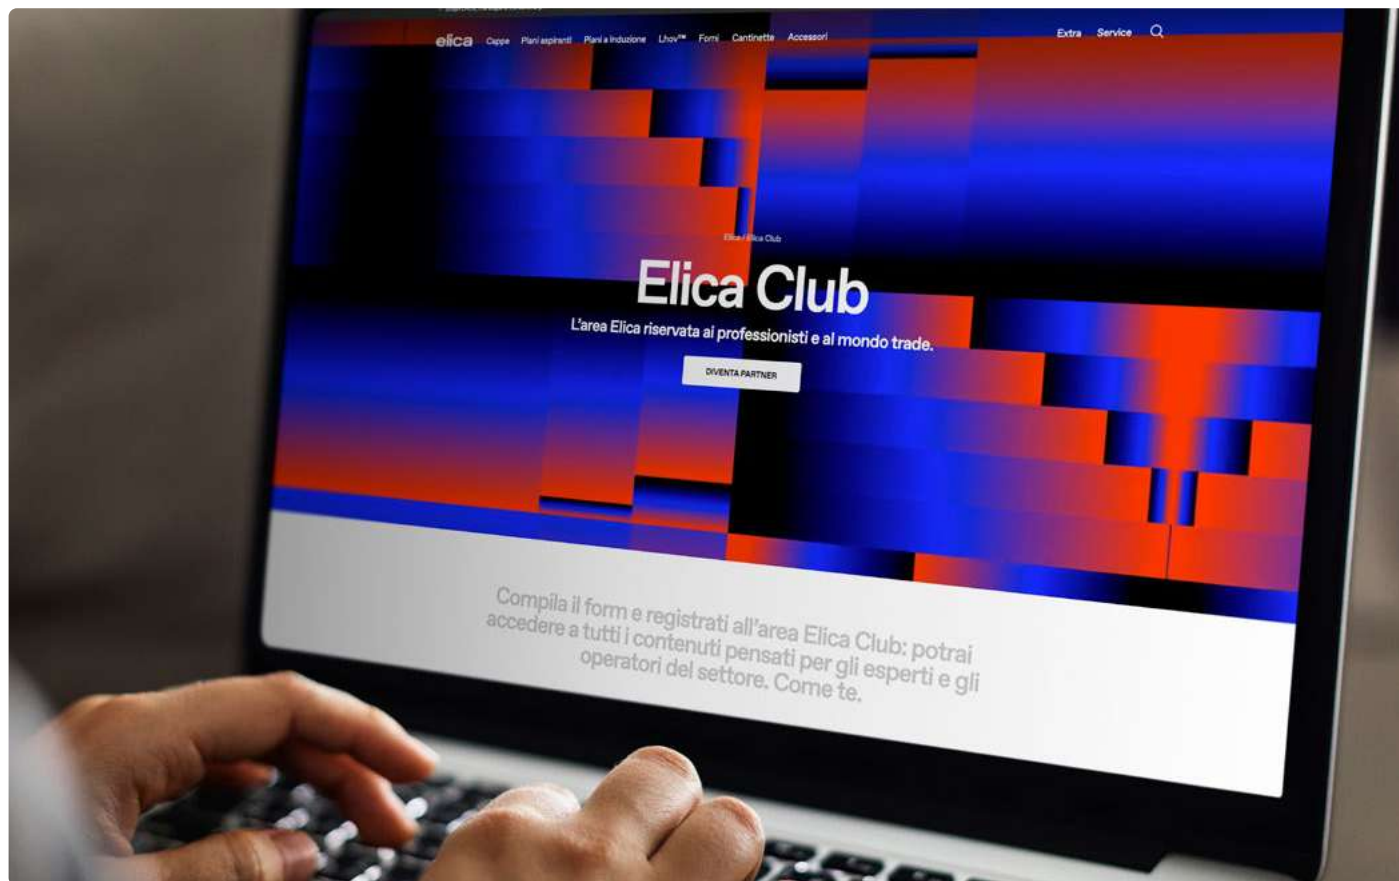 elica Cappe Piani aspiranti Piani a Induzione Lhov™ Forni Cantinette Accessori Extra Service
Elica / Elica Club
Elica Club
L'area Elica riservata ai professionisti e al mondo trade.
DIVENTA PARTNER
Compila il form e registrati all'area Elica Club: potrai
accedere a tutti i contenuti pensati per gli esperti e gli
operatori del settore. Come te.